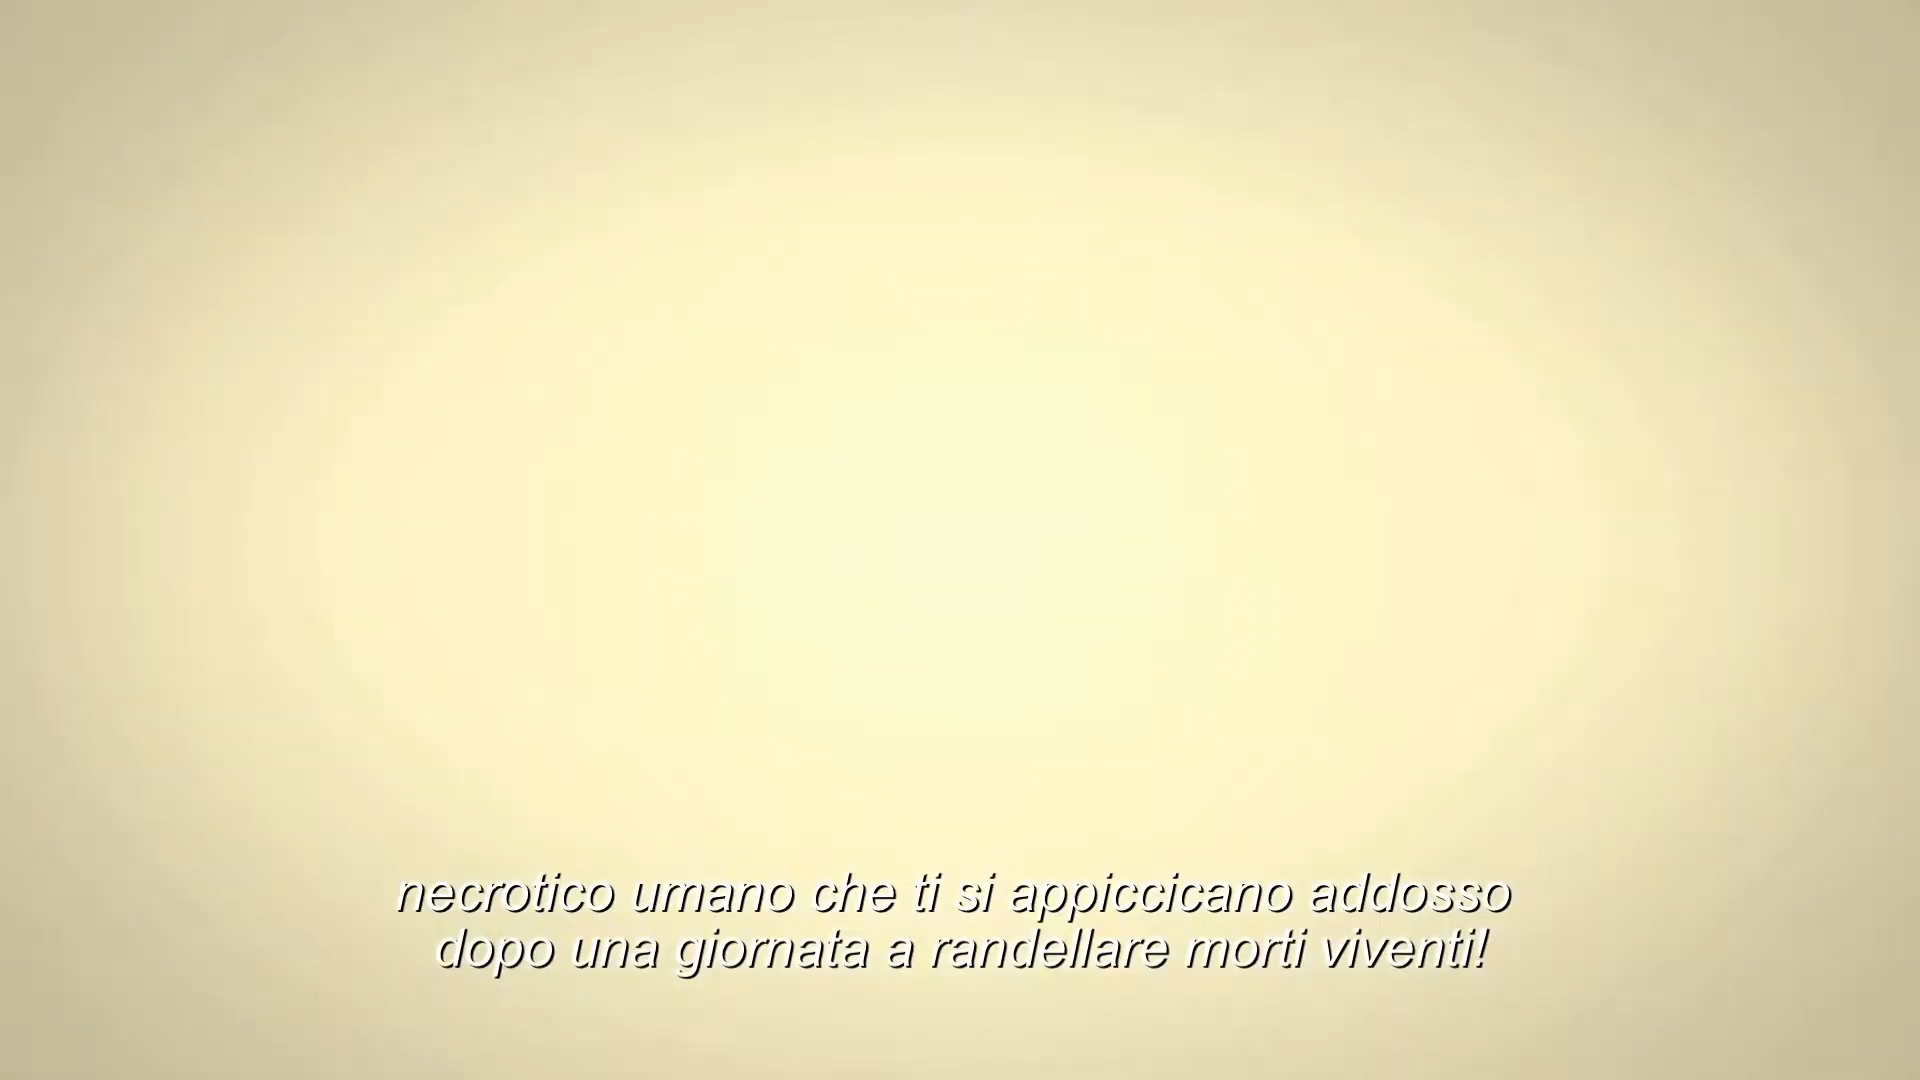 necrotico umano che ti si appiccicano addosso
dopo una giornata a randellare morti viventi!